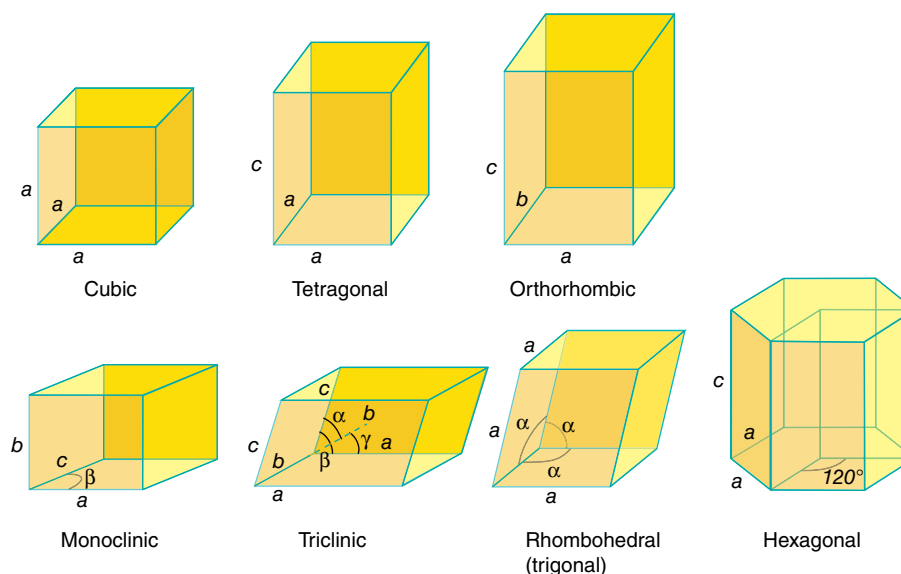 a
a
a
Cubic
c
a
a
Tetragonal
c
b
a
Orthorhombic
b
c
β
a
Monoclinic
c
α
b
c
γ
a
b
β
a
Triclinic
a
a
α
α
α
a
Rhombohedral
(trigonal)
c
a
a
120°
Hexagonal